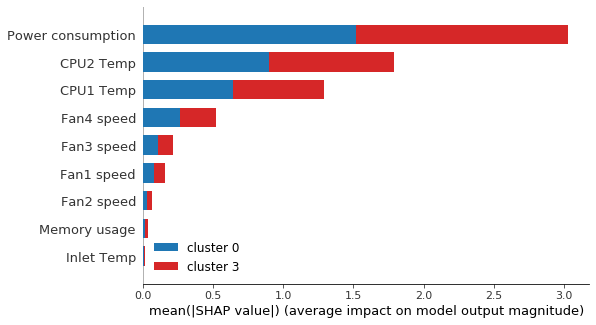 Power consumption
CPU2 Temp
CPU1 Temp
Fan4 speed
Fan3 speed
Fan1 speed
Fan2 speed
Memory usage
Inlet Temp
cluster 0
cluster 3
0.0 0.5 1.0 1.5 2.0 2.5 3.0
mean(|SHAP value|) (average impact on model output magnitude)